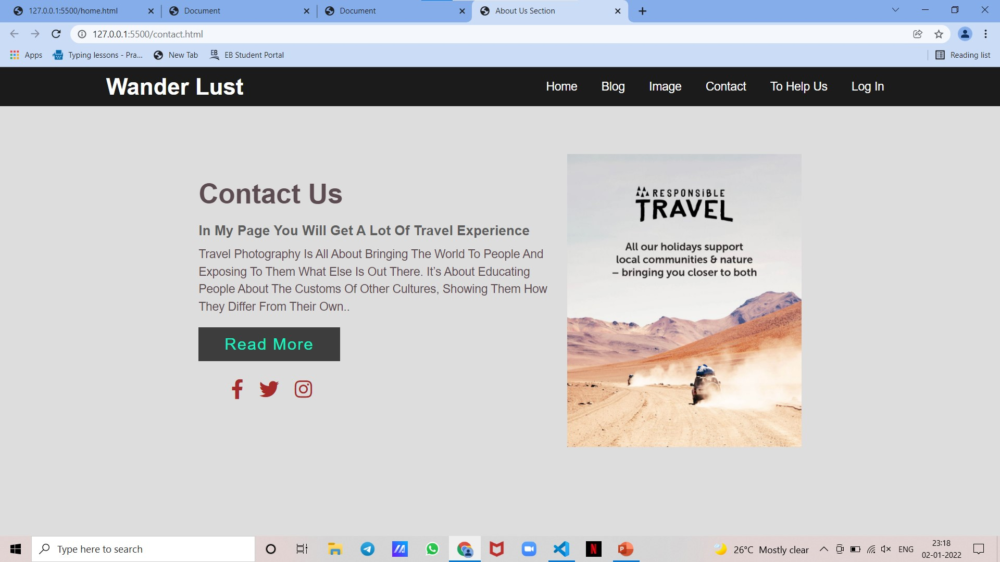 127.0.0.1:5500/home.html
Document
Document
About Us Section
127.0.0.1:5500/contact.html
Apps
Typing lessons - Pra...
New Tab
EB
EB Student Portal
Reading list
Wander Lust
Home
Blog
Image
Contact
To Help Us
Log In
Contact Us
In My Page You Will Get A Lot Of Travel Experience
Travel Photography Is All About Bringing The World To People And
Exposing To Them What Else Is Out There. It’s About Educating
People About The Customs Of Other Cultures, Showing Them How
They Differ From Their Own..
Read More
RESPONSiBLE
TRAVEL
All our holidays support
local communities & nature
– bringing you closer to both
Type here to search
N
P
26°C Mostly clear
ENG
23:18
02-01-2022